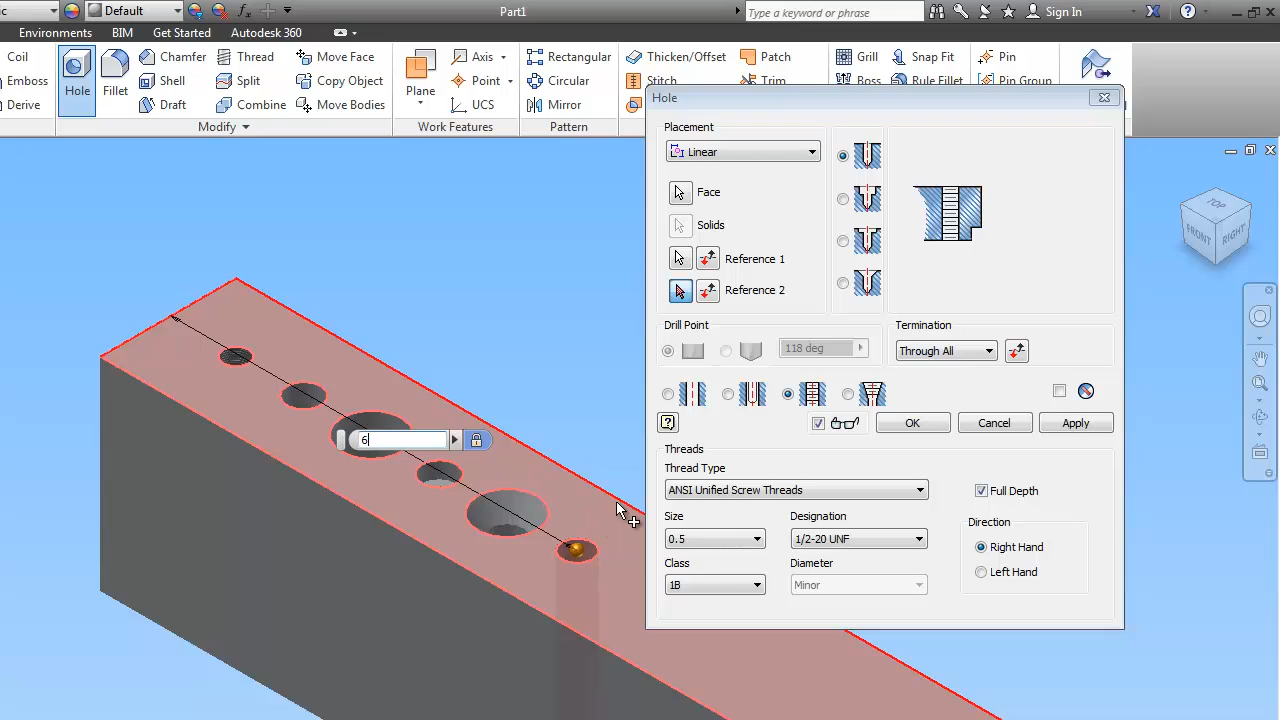 ic
Default
fx
Part1
Type a keyword or phrase
Sign In
Environments
BIM
Get Started
Autodesk 360
Coil
Emboss
Derive
Hole
Fillet
Chamfer
Shell
Draft
Thread
Split
Combine
Move Face
Copy Object
Move Bodies
Modify
Plane
Axis
Point
UCS
Work Features
Rectangular
Circular
Mirror
Pattern
Thicken/Offset
Stitch
Patch
Trim
Grill
Boss
Snap Fit
Rule Fillet
Pin
Pin Group
Hole
Placement
Linear
Face
Solids
Reference 1
Reference 2
Drill Point
118 deg
Termination
Through All
OK
Cancel
Apply
Threads
Thread Type
ANSI Unified Screw Threads
Full Depth
Size
Designation
0.5
1/2-20 UNF
Class
Diameter
1B
Minor
Direction
Right Hand
Left Hand
TOP
FRONT
RIGHT
6